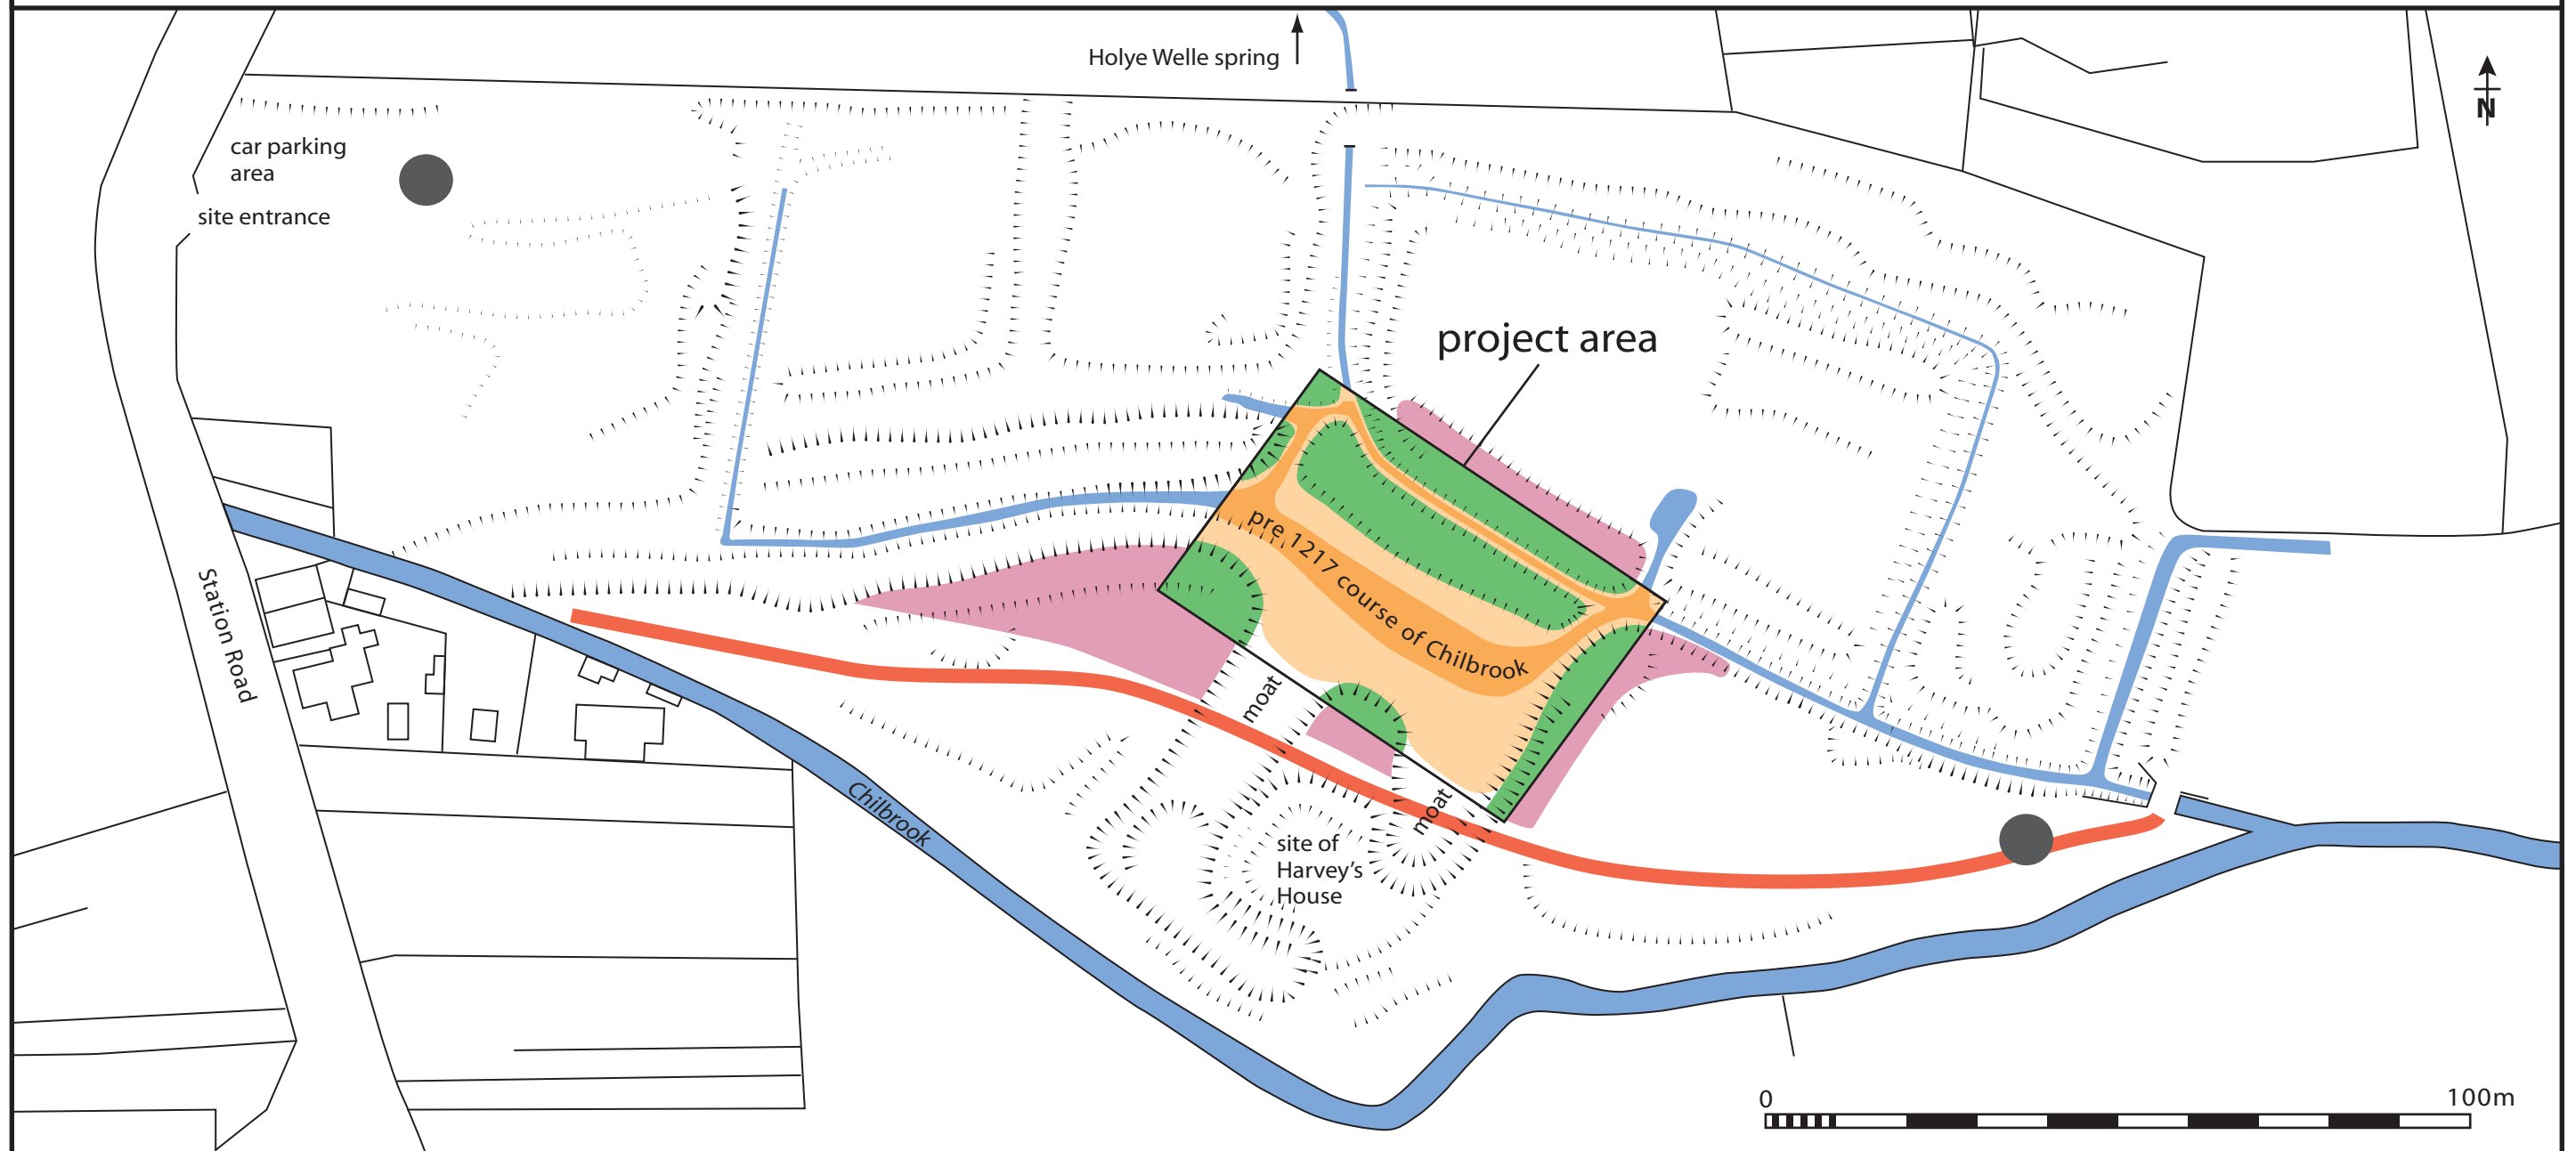 Holye Welle spring
N
car parking
area
site entrance
project area
pre 1217 course of Chilbrook
Station Road
moat
moat
Chilbrook
site of
Harvey's
House
0
100m